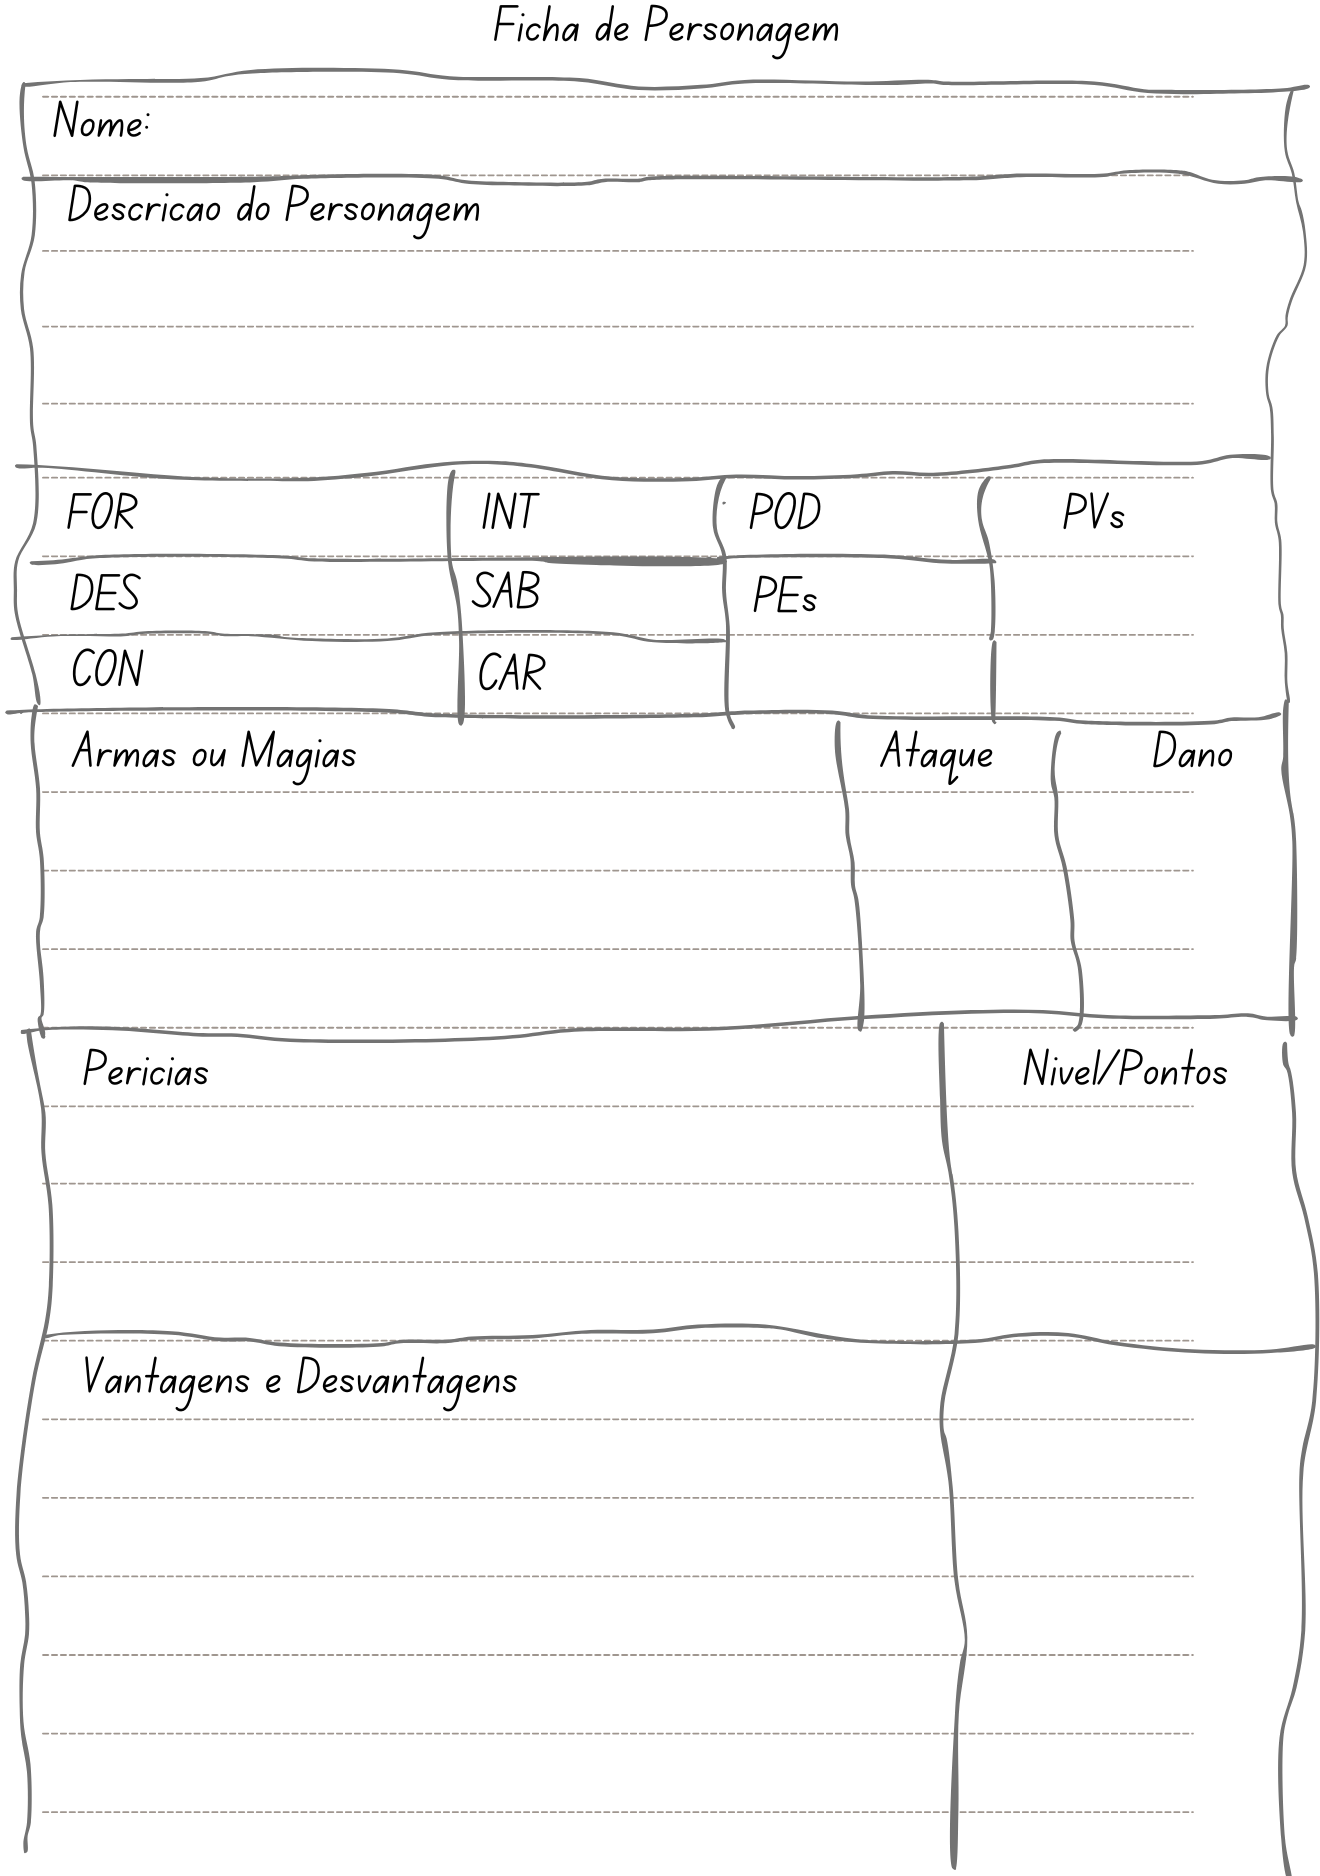 Ficha de Personagem
Nome:
Descricao do Personagem
FOR INT POD PVs
DES SAB PEs
CON CAR
Armas ou Magias Ataque Dano
Pericias Nivel/Pontos
Vantagens e Desvantagens